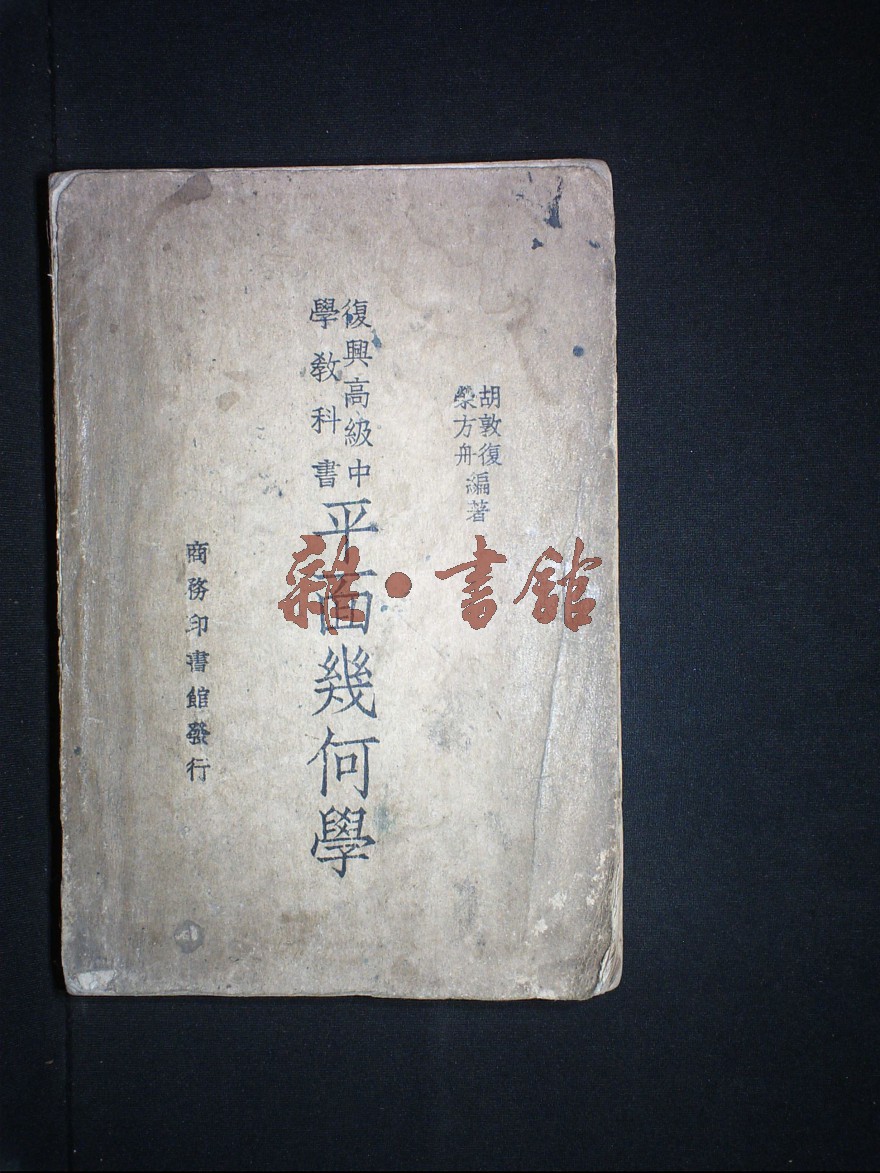 胡敦復
榮方舟
編著
復興高級中
學教科書
平面幾何學
商務印書館發行
雜·書館